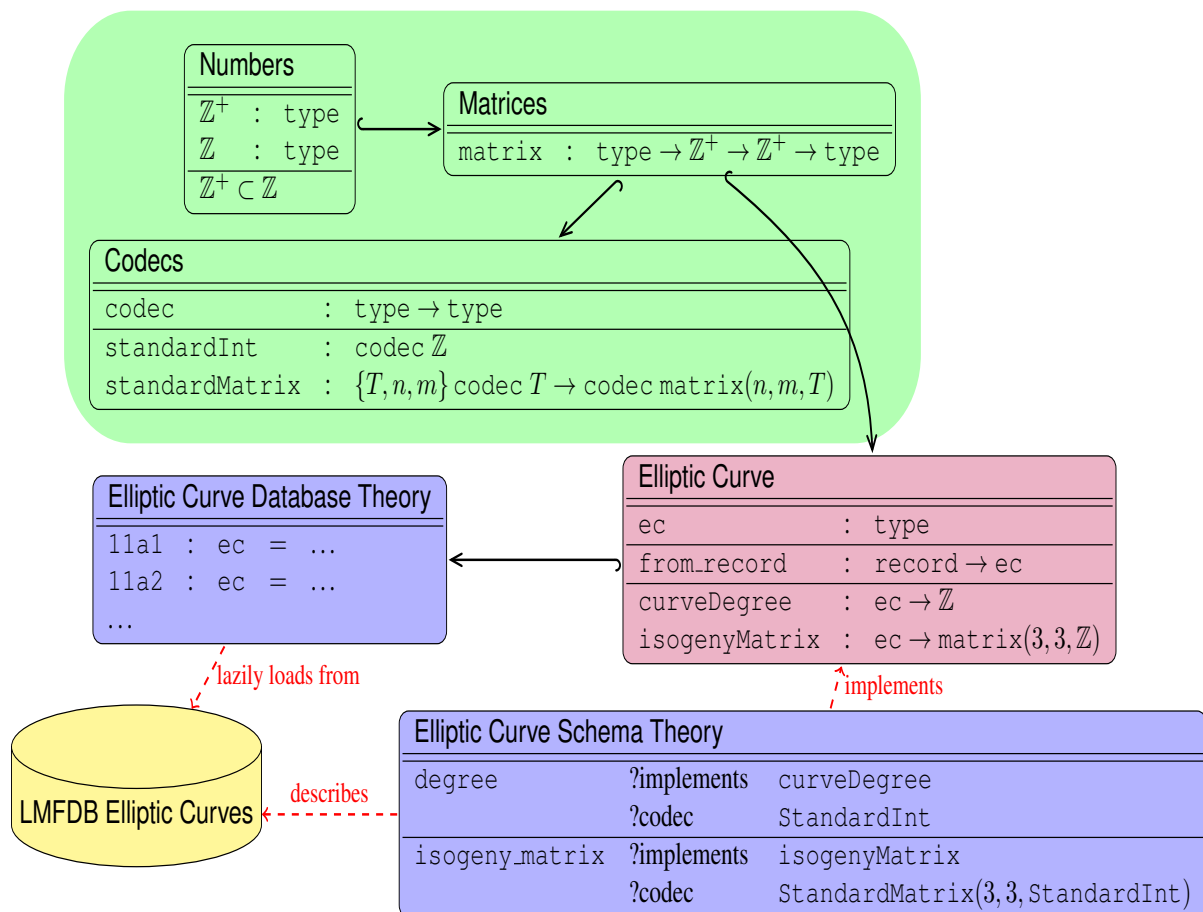 Numbers
ℤ⁺ : type
ℤ : type
ℤ⁺ ⊂ ℤ
Matrices
matrix : type → ℤ⁺ → ℤ⁺ → type
Codecs
codec : type → type
standardInt : codec ℤ
standardMatrix : {T, n, m} codec T → codec matrix(n, m, T)
Elliptic Curve Database Theory
11a1 : ec = ...
11a2 : ec = ...
...
Elliptic Curve
ec : type
from_record : record → ec
curveDegree : ec → ℤ
isogenyMatrix : ec → matrix(3, 3, ℤ)
lazily loads from
implements
LMFDB Elliptic Curves
describes
Elliptic Curve Schema Theory
degree ?implements curveDegree
?codec StandardInt
isogeny_matrix ?implements isogenyMatrix
?codec StandardMatrix(3, 3, StandardInt)